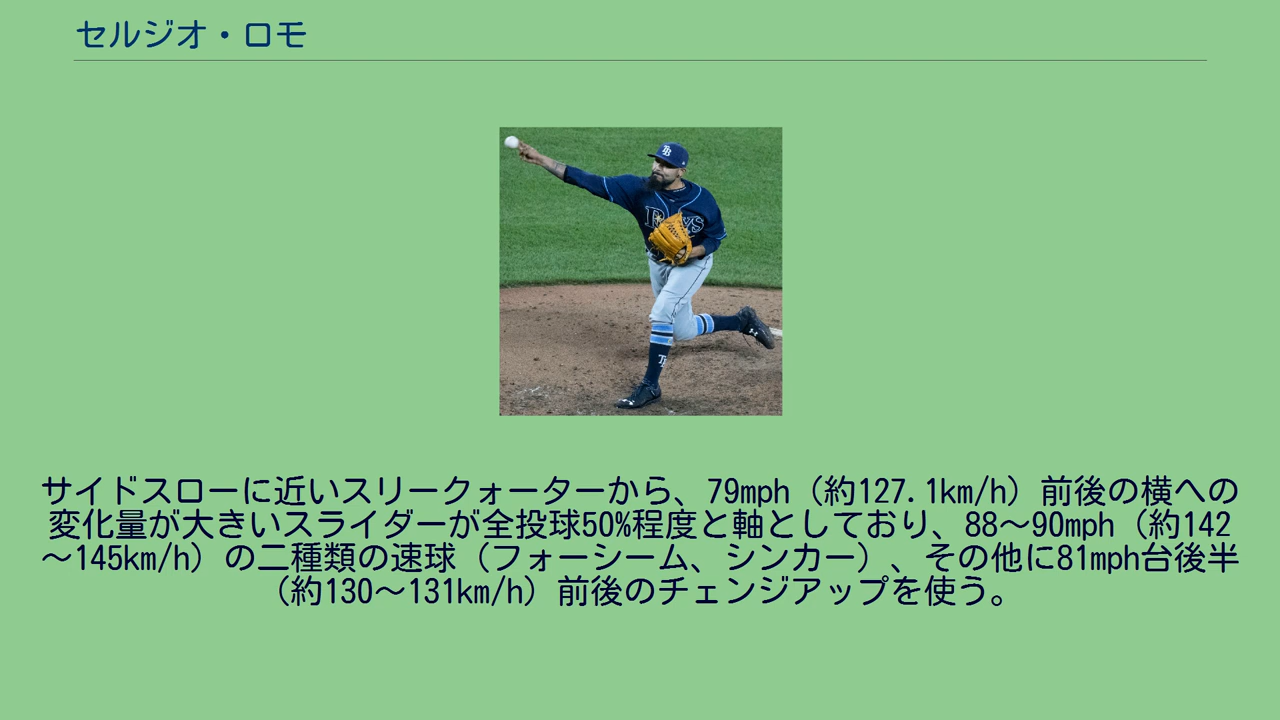 セルジオ・ロモ
TB
Rays
TB
サイドスローに近いスリークォーターから、79mph（約127.1km/h）前後の横への
変化量が大きいスライダーが全投球50%程度と軸としており、88〜90mph（約142
〜145km/h）の二種類の速球（フォーシーム、シンカー）、その他に81mph台後半
（約130〜131km/h）前後のチェンジアップを使う。